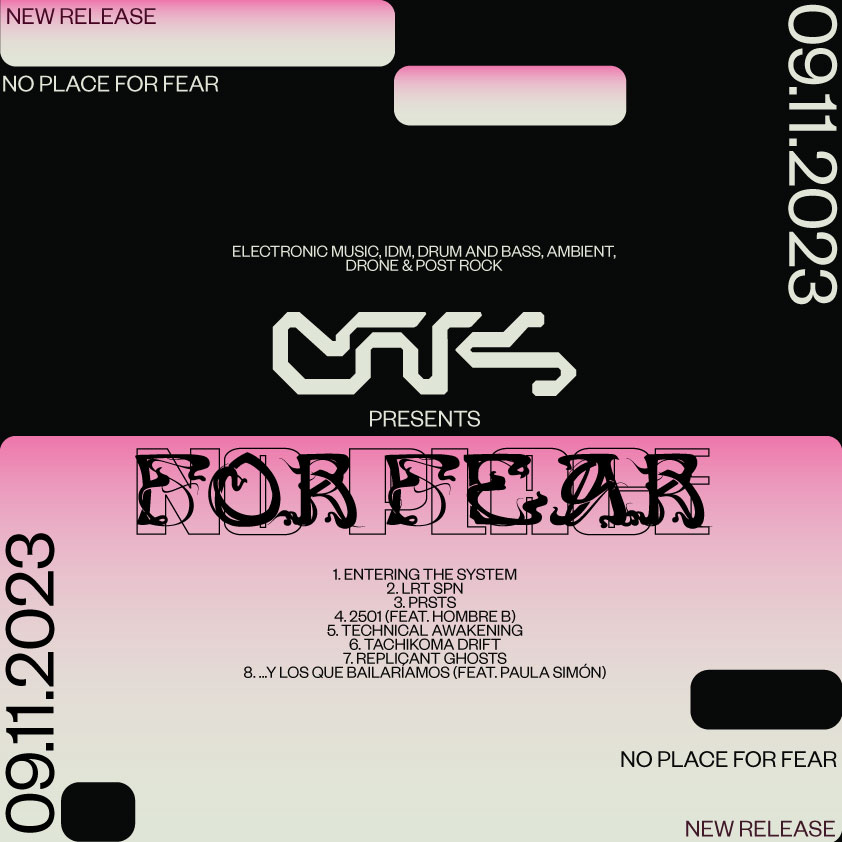 NEW RELEASE
NO PLACE FOR FEAR
09.11.2023
ELECTRONIC MUSIC, IDM, DRUM AND BASS, AMBIENT,
DRONE & POST ROCK
PRESENTS
NO PLACE
FOR FEAR
1. ENTERING THE SYSTEM
2. LRT SPN
3. PRSTS
4. 2501 (FEAT. HOMBRE B)
5. TECHNICAL AWAKENING
6. TACHIKOMA DRIFT
7. REPLICANT GHOSTS
8. ...Y LOS QUE BAILARÍAMOS (FEAT. PAULA SIMÓN)
09.11.2023
NO PLACE FOR FEAR
NEW RELEASE